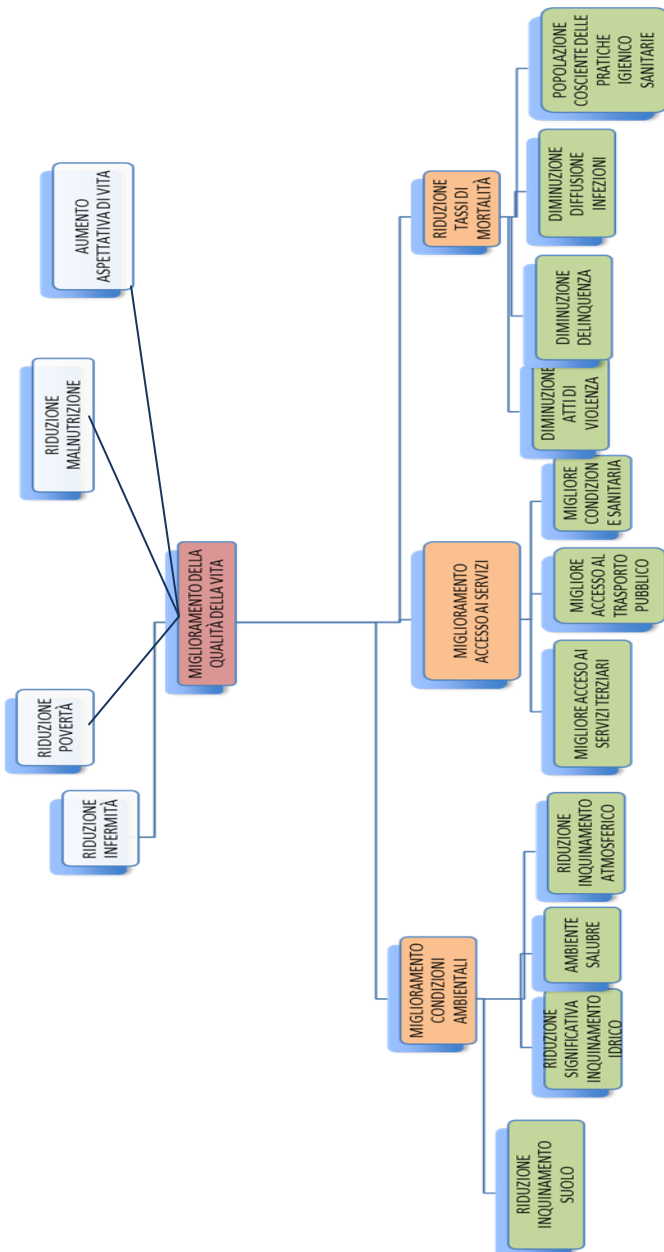 RIDUZIONE
INFERMITÀ
RIDUZIONE
POVERTÀ
RIDUZIONE
MALNUTRIZIONE
AUMENTO
ASPETTATIVA DI VITA
MIGLIORAMENTO DELLA
QUALITÀ DELLA VITA
MIGLIORAMENTO
CONDIZIONI
AMBIENTALI
MIGLIORAMENTO
ACCESSO AI SERVIZI
RIDUZIONE
TASSI DI
MORTALITÀ
RIDUZIONE
INQUINAMENTO
SUOLO
RIDUZIONE
SIGNIFICATIVA
INQUINAMENTO
IDRICO
AMBIENTE
SALUBRE
RIDUZIONE
INQUINAMENTO
ATMOSFERICO
MIGLIORE ACCESO AI
SERVIZI TERZIARI
MIGLIORE
ACCESSO AL
TRASPORTO
PUBBLICO
MIGLIORE
CONDIZION
E SANITARIA
DIMINUZIONE
ATTI DI
VIOLENZA
DIMINUZIONE
DELINQUENZA
DIMINUZIONE
DIFFUSIONE
INFEZIONI
POPOLAZIONE
COSCIENTE DELLE
PRATICHE
IGIENICO
SANITARIE